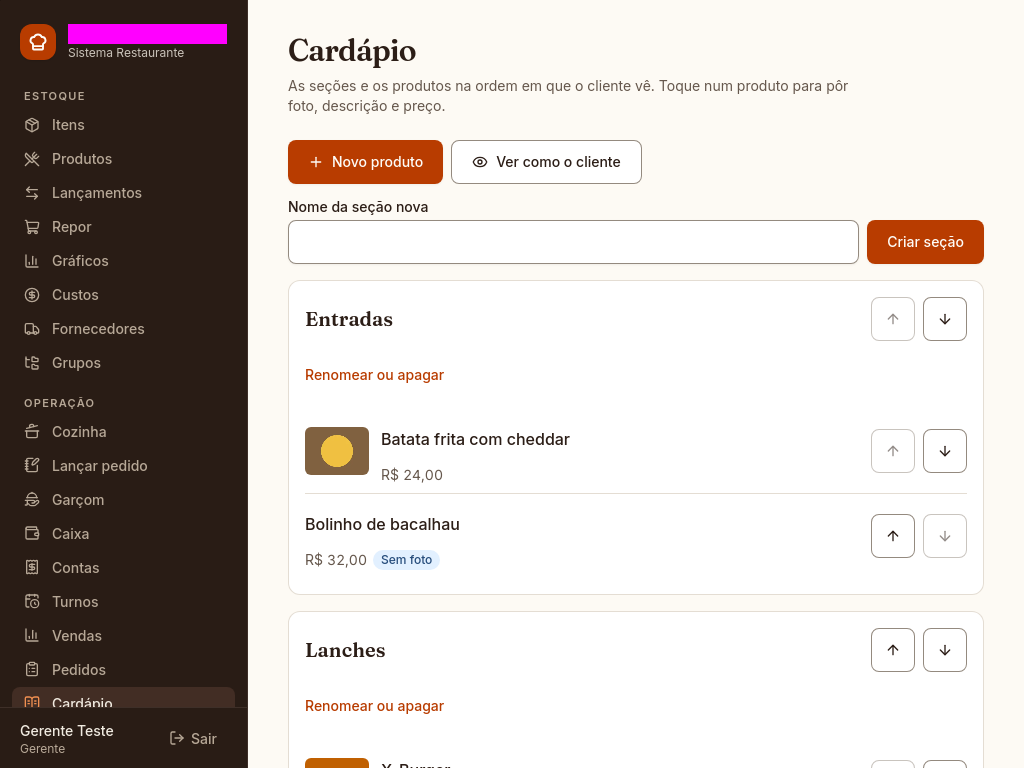 Sistema Restaurante
ESTOQUE
Itens
Produtos
Lançamentos
Repor
Gráficos
Custos
Fornecedores
Grupos
OPERAÇÃO
Cozinha
Lançar pedido
Garçom
Caixa
Contas
Turnos
Vendas
Pedidos
Cardápio
Gerente Teste
Gerente
Sair
Cardápio
As seções e os produtos na ordem em que o cliente vê. Toque num produto para pôr
foto, descrição e preço.
Novo produto
Ver como o cliente
Nome da seção nova
Criar seção
Entradas
Renomear ou apagar
Batata frita com cheddar
R$ 24,00
Bolinho de bacalhau
R$ 32,00 Sem foto
Lanches
Renomear ou apagar
X-Burger